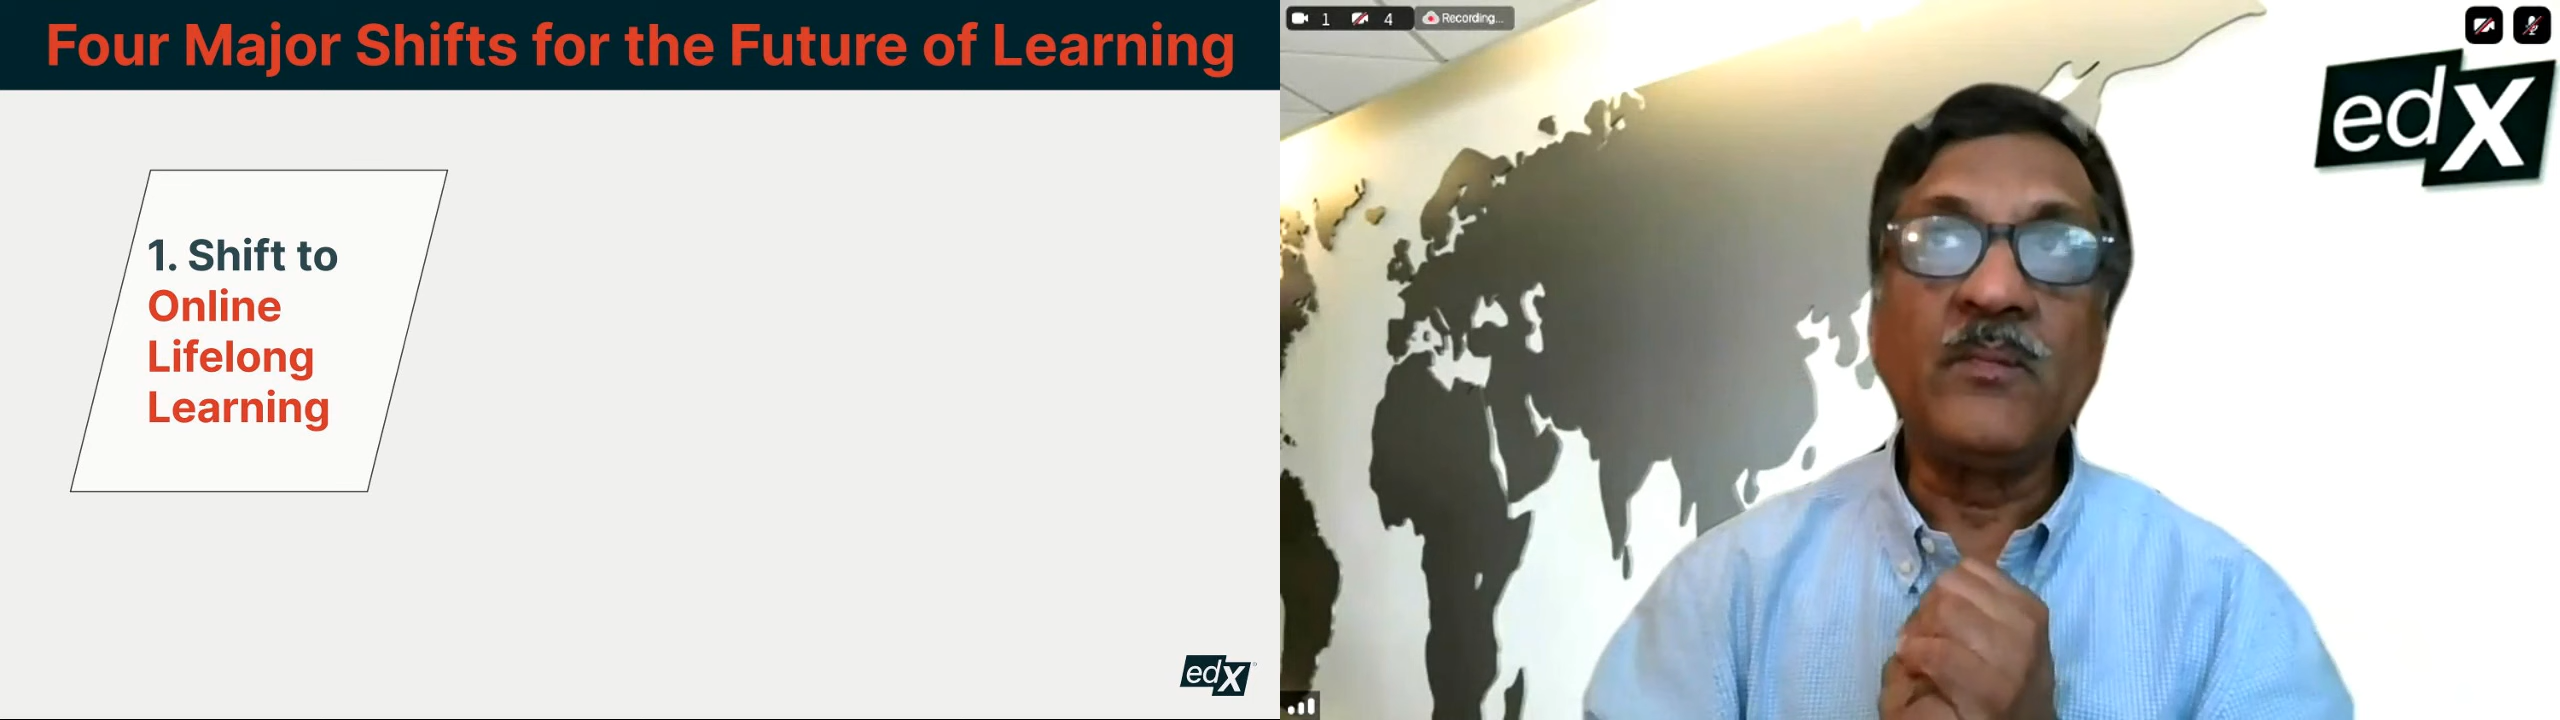 Four Major Shifts for the Future of Learning
1. Shift to
Online
Lifelong
Learning
edX
1 4 Recording...
edX